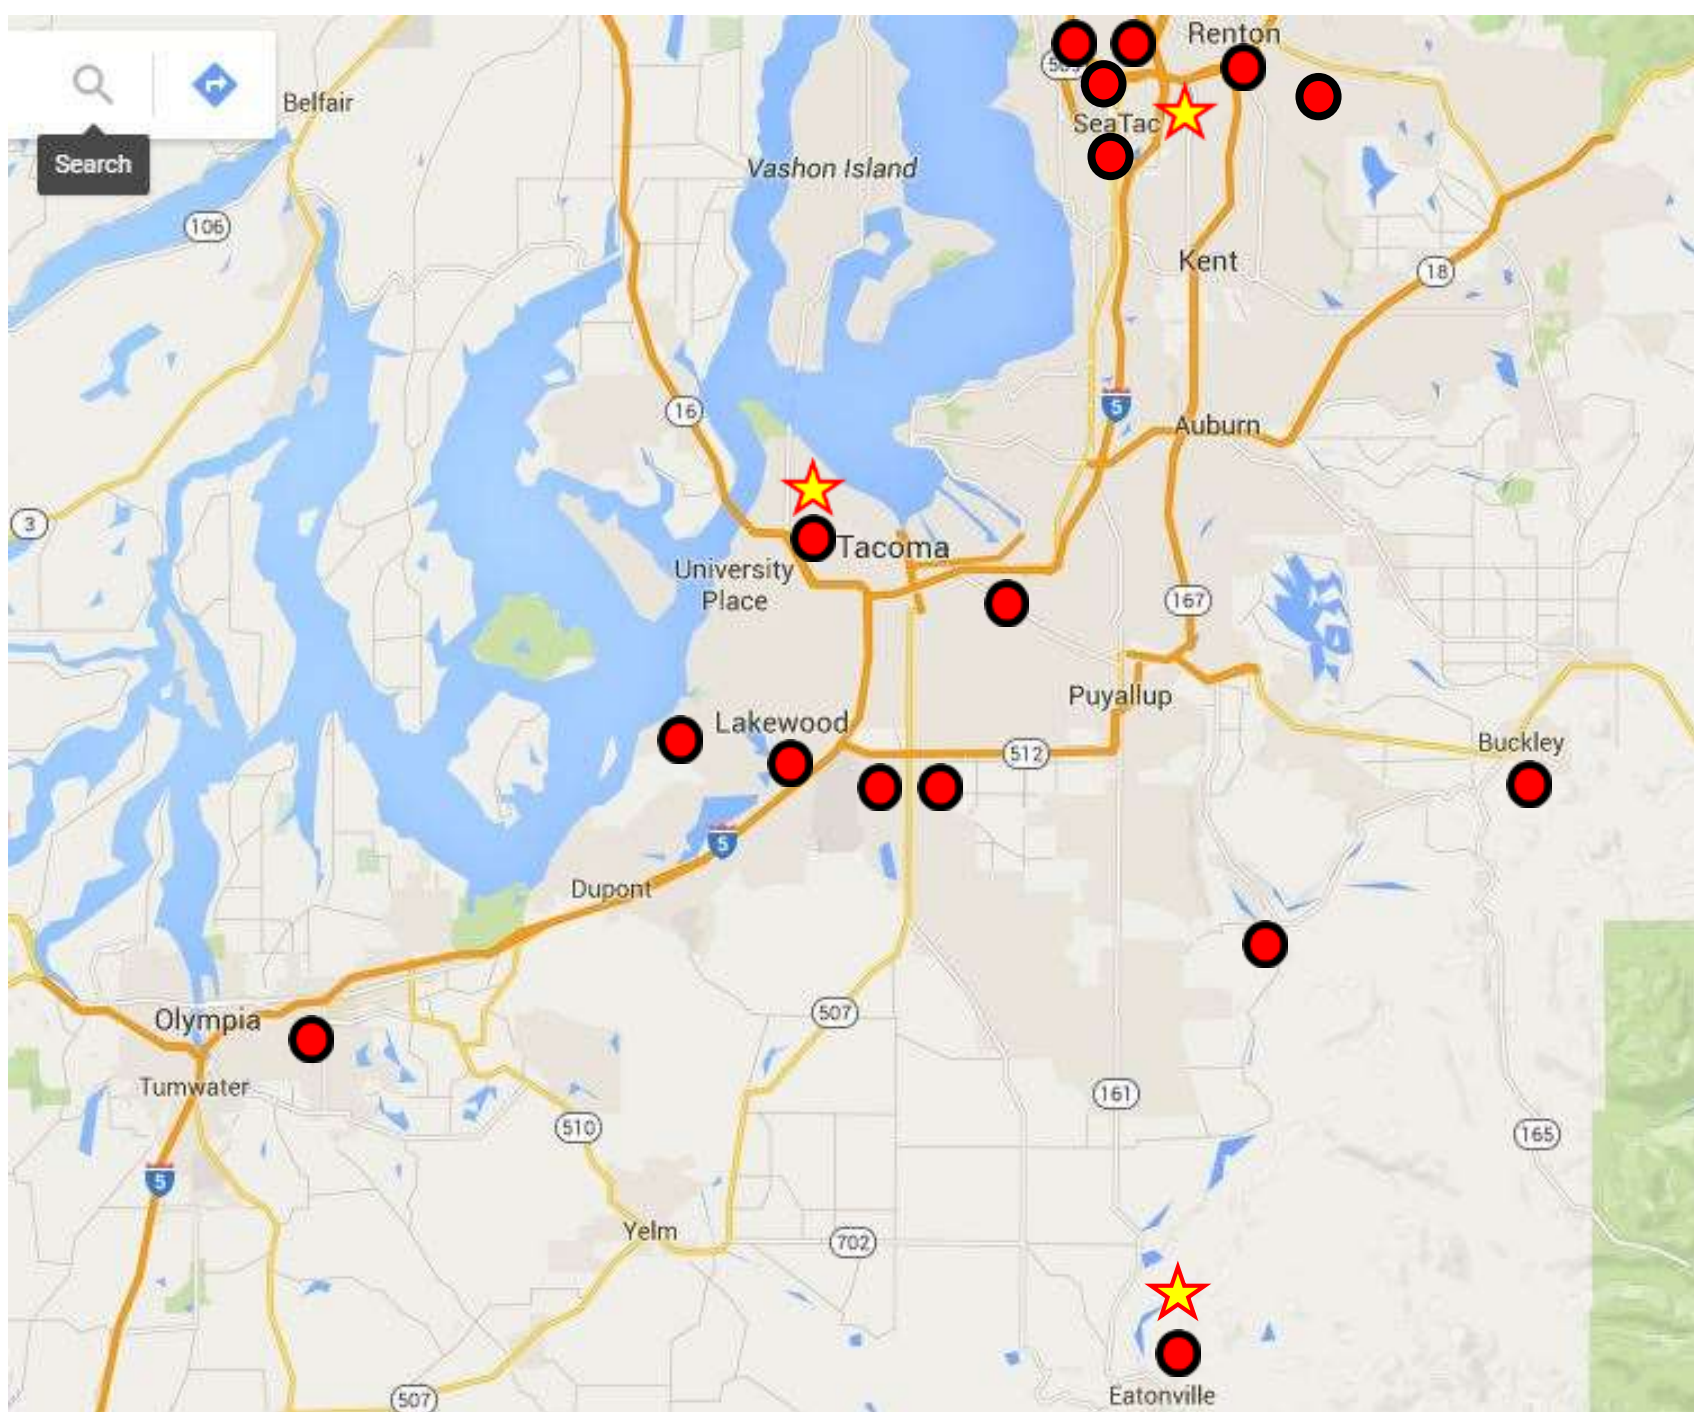 Renton
Belfair
SeaTac
Search
Vashon Island
106
Kent
18
16
5
Auburn
3
Tacoma
University
Place
167
Puyallup
Lakewood
512
Buckley
5
Dupont
507
Olympia
Tumwater
161
510
165
5
Yelm
702
Eatonville
507